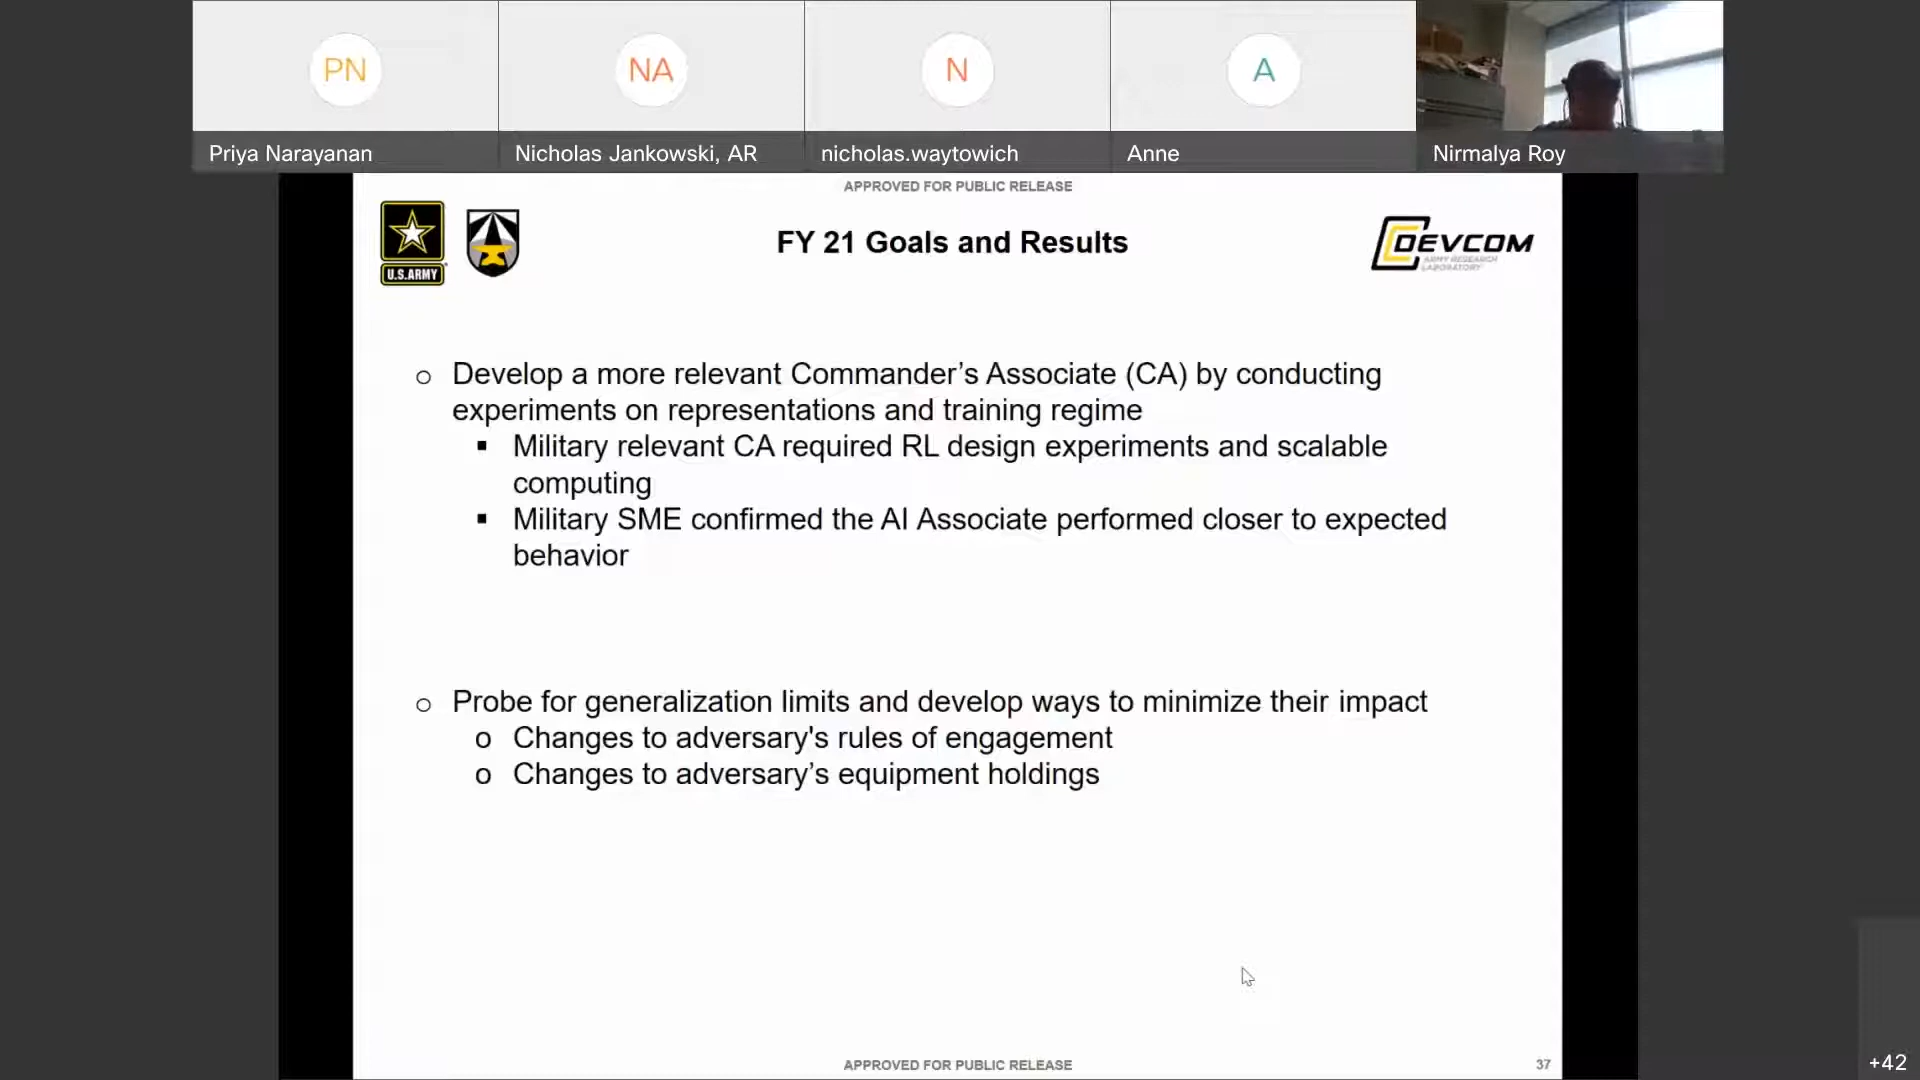 PN
NA
N
A
Priya Narayanan
Nicholas Jankowski, AR
nicholas.waytowich
Anne
Nirmalya Roy
APPROVED FOR PUBLIC RELEASE
U.S.ARMY
FY 21 Goals and Results
DEVCOM
ARMY RESEARCH
LABORATORY
o Develop a more relevant Commander’s Associate (CA) by conducting
experiments on representations and training regime
▪ Military relevant CA required RL design experiments and scalable
computing
▪ Military SME confirmed the AI Associate performed closer to expected
behavior
o Probe for generalization limits and develop ways to minimize their impact
o Changes to adversary's rules of engagement
o Changes to adversary’s equipment holdings
APPROVED FOR PUBLIC RELEASE
37
+42